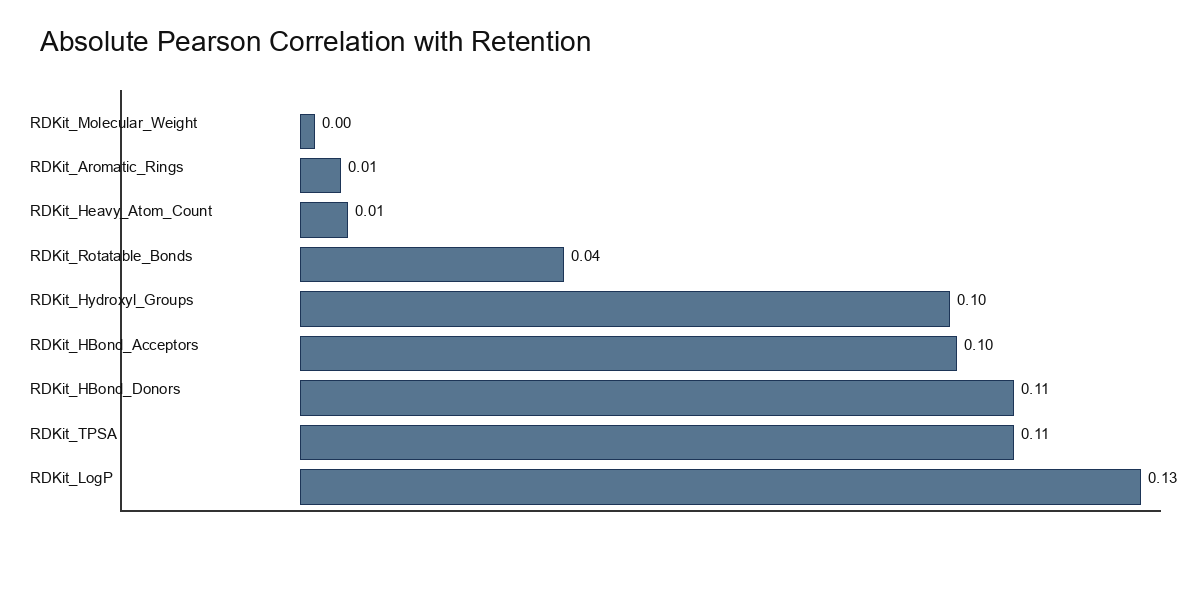 Absolute Pearson Correlation with Retention
RDKit_Molecular_Weight 0.00
RDKit_Aromatic_Rings 0.01
RDKit_Heavy_Atom_Count 0.01
RDKit_Rotatable_Bonds 0.04
RDKit_Hydroxyl_Groups 0.10
RDKit_HBond_Acceptors 0.10
RDKit_HBond_Donors 0.11
RDKit_TPSA 0.11
RDKit_LogP 0.13